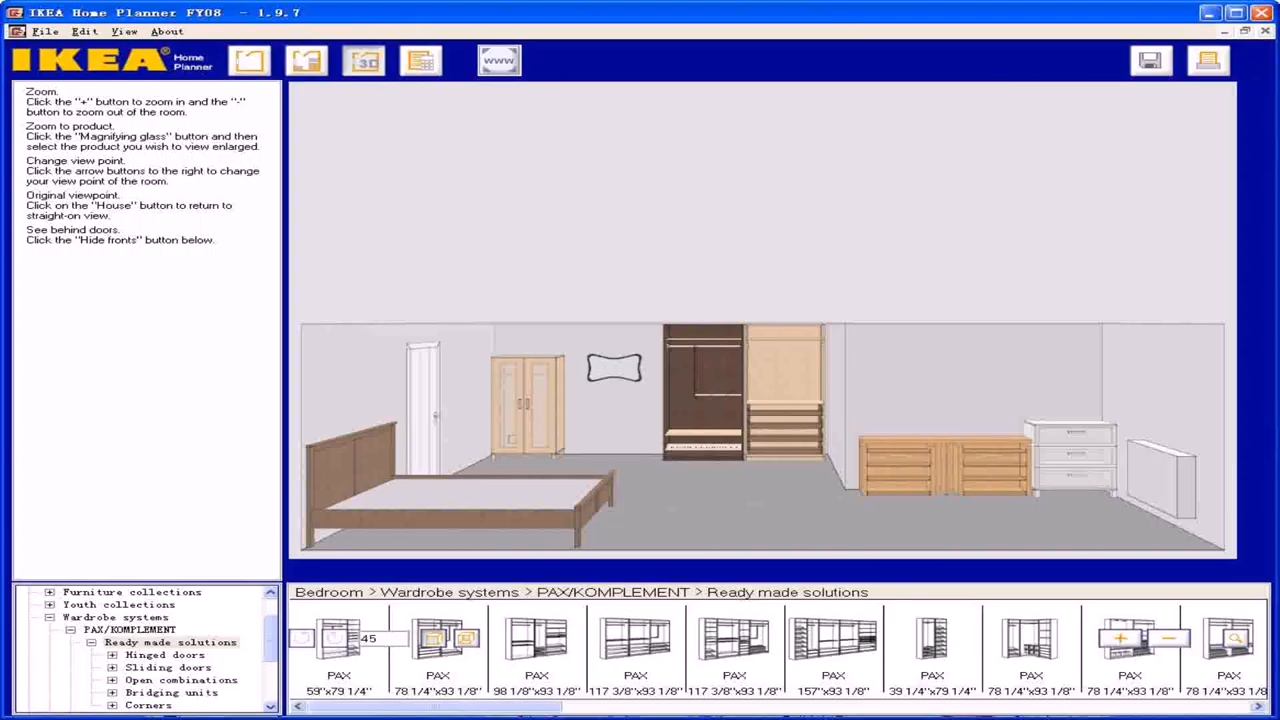 IKEA Home Planner FY08 - 1.9.7
File Edit View About
IKEA® Home Planner
3D
WWW
Zoom.
Click the "+" button to zoom in and the "-"
button to zoom out of the room.
Zoom to product.
Click the "Magnifying glass" button and then
select the product you wish to view enlarged.
Change view point.
Click the arrow buttons to the right to change
your view point of the room.
Original viewpoint.
Click on the "House" button to return to
straight-on view.
See behind doors.
Click the "Hide fronts" button below.
Furniture collections
Youth collections
Wardrobe systems
PAX/KOMPLEMENT
Ready made solutions
Hinged doors
Sliding doors
Open combinations
Bridging units
Corners
Bedroom > Wardrobe systems > PAX/KOMPLEMENT > Ready made solutions
45
PAX PAX PAX PAX PAX PAX PAX PAX PAX PAX
59"x79 1/4" 78 1/4"x93 1/8" 98 1/8"x93 1/8" 117 3/8"x93 1/8" 117 3/8"x93 1/8" 157"x93 1/8" 39 1/4"x79 1/4" 78 1/4"x93 1/8" 78 1/4"x93 1/8" 78 1/4"x93 1/8